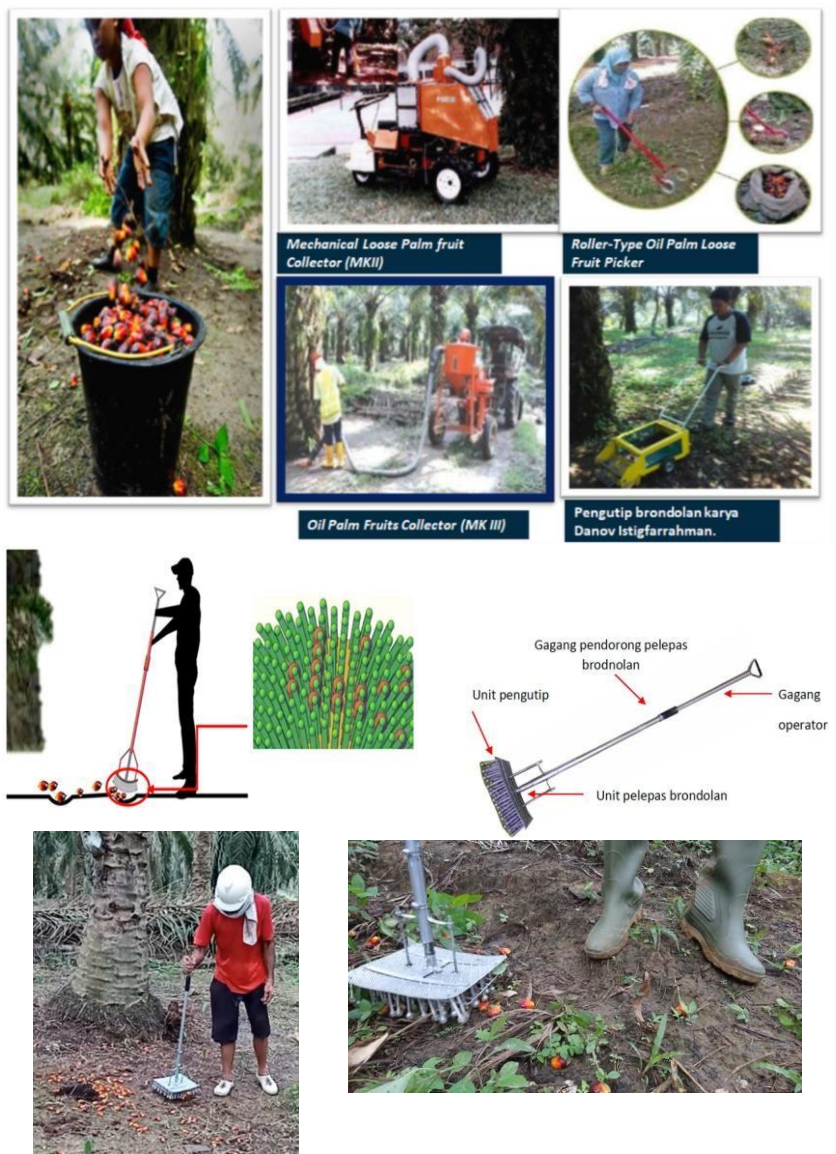 Mechanical Loose Palm fruit
Collector (MKII)
Roller-Type Oil Palm Loose
Fruit Picker
Oil Palm Fruits Collector (MK III)
Pengutip brondolan karya
Danov Istigfarrahman.
Gagang pendorong pelepas
brodnolan
Unit pengutip
Gagang
operator
Unit pelepas brondolan